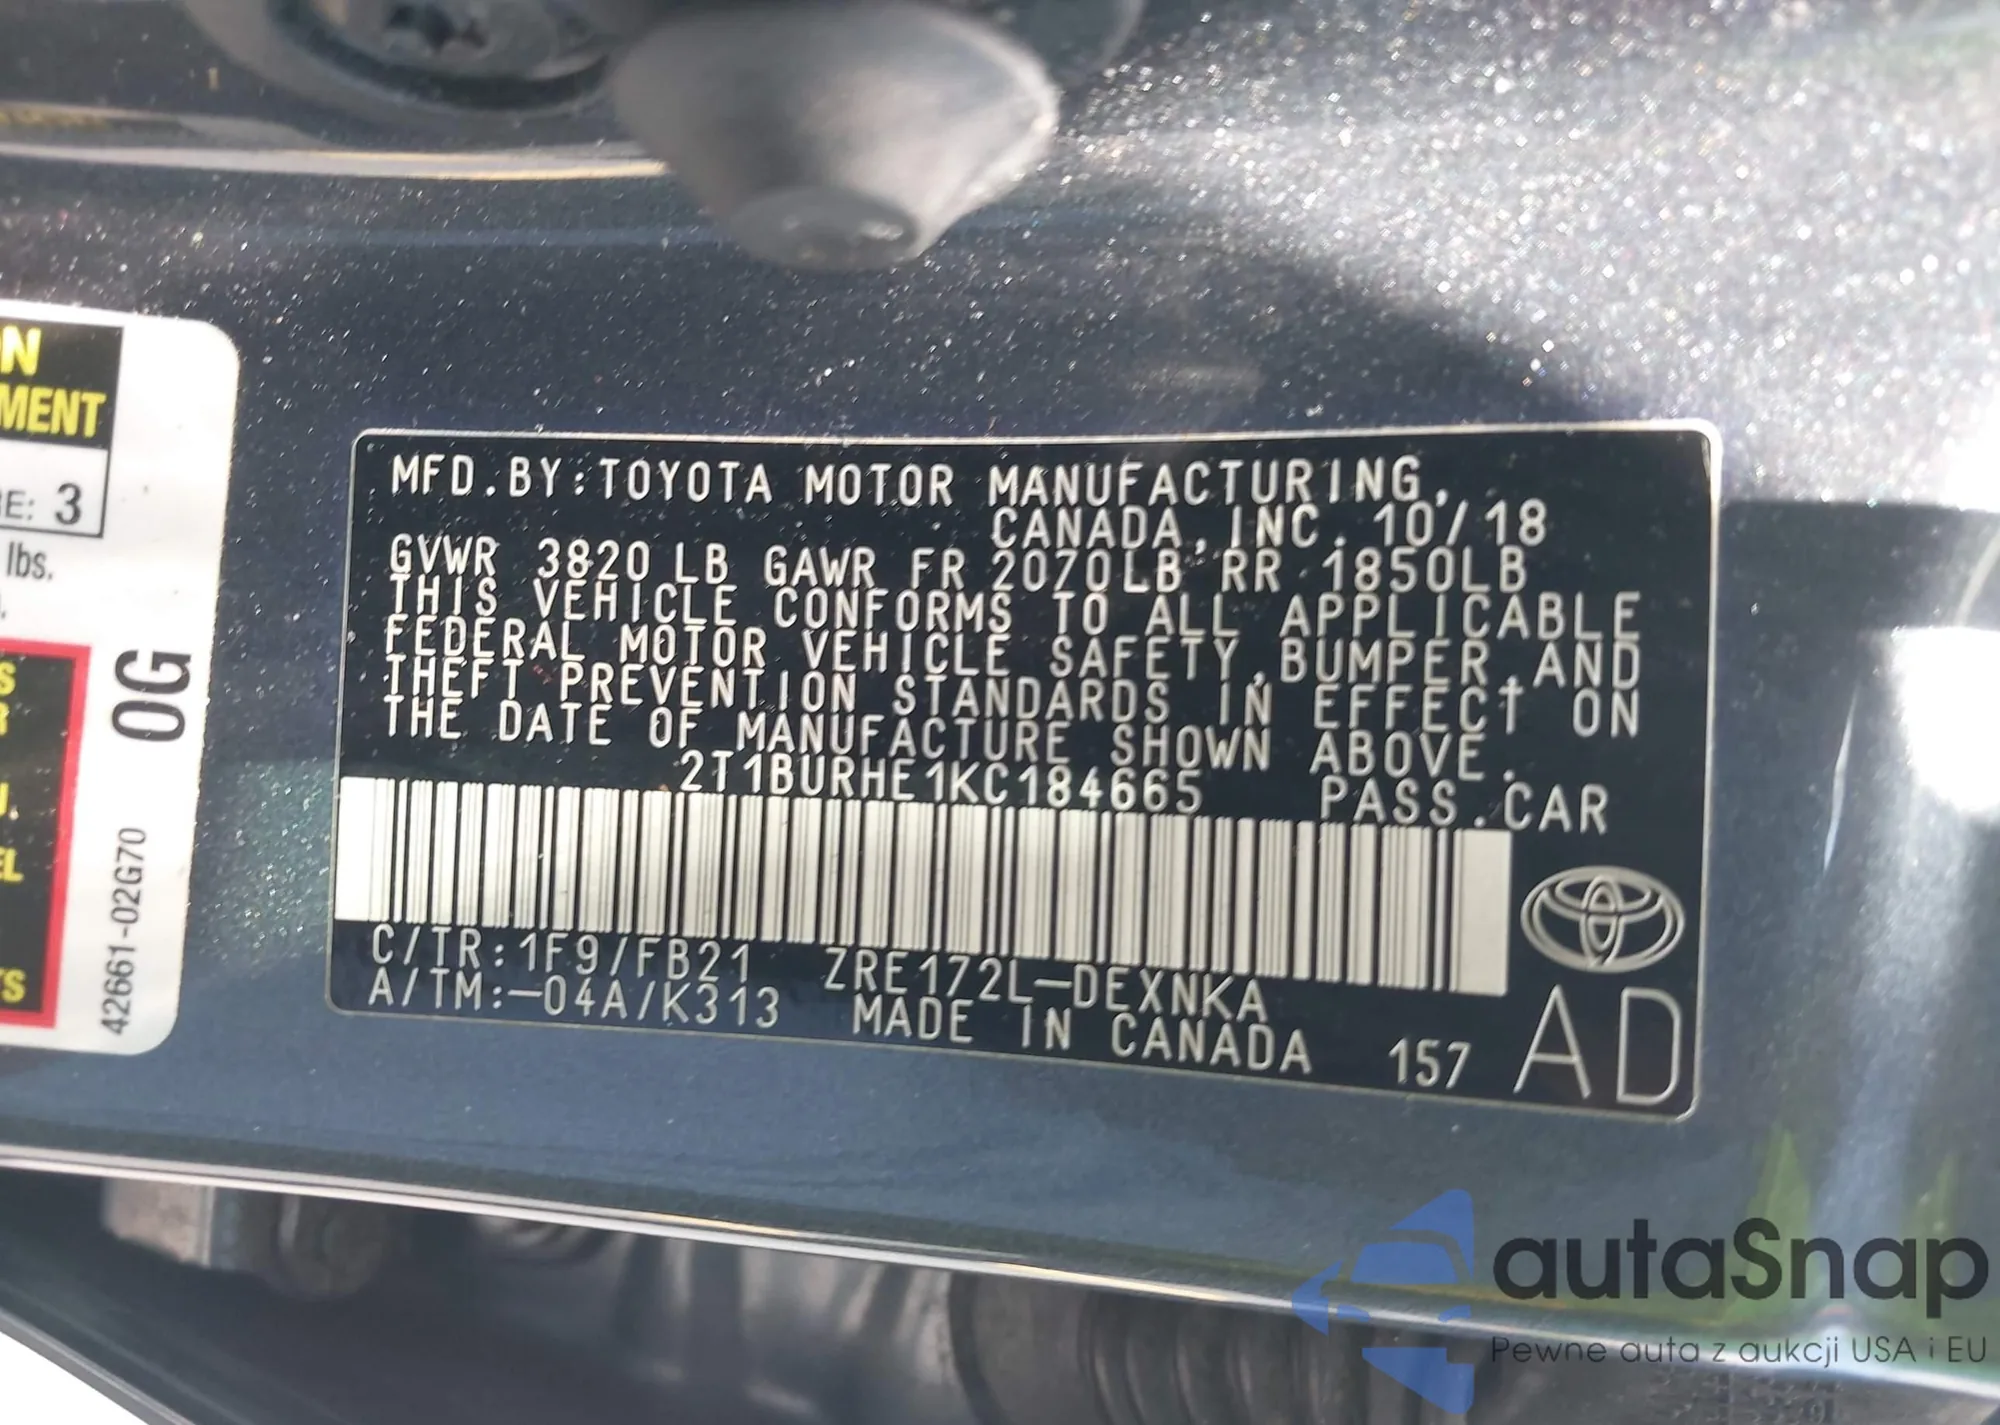 MFD.BY:TOYOTA MOTOR MANUFACTURING,
CANADA,INC. 10/18
GVWR 3820 LB GAWR FR 2070LB RR 1850LB
THIS VEHICLE CONFORMS TO ALL APPLICABLE
FEDERAL MOTOR VEHICLE SAFETY,BUMPER,AND
THEFT PREVENTION STANDARDS IN EFFECT ON
THE DATE OF MANUFACTURE SHOWN ABOVE.
2T1BURHE1KC184665 PASS.CAR
C/TR:1F9/FB21 ZRE172L-DEXNKA
A/TM:-04A/K313 MADE IN CANADA 157 AD
MENT
3
lbs.
0G
42661-02G70
autaSnap
Pewne auta z aukcji USA i EU